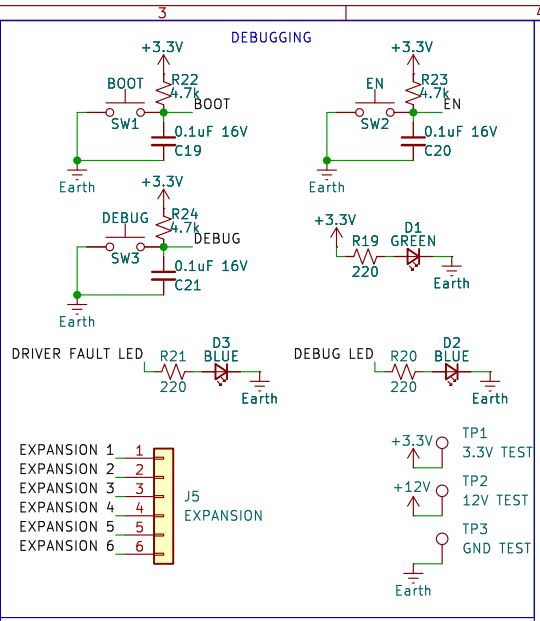 3
4
DEBUGGING
+3.3V
R22
4.7k
BOOT
BOOT
SW1
0.1uF 16V
C19
Earth
+3.3V
R23
4.7k
EN
EN
SW2
0.1uF 16V
C20
Earth
+3.3V
R24
4.7k
DEBUG
DEBUG
SW3
0.1uF 16V
C21
Earth
+3.3V
R19
220
D1
GREEN
Earth
DRIVER FAULT LED
R21
220
D3
BLUE
Earth
DEBUG LED
R20
220
D2
BLUE
Earth
EXPANSION 1
1
EXPANSION 2
2
EXPANSION 3
3
EXPANSION 4
4
EXPANSION 5
5
EXPANSION 6
6
J5
EXPANSION
+3.3V
TP1
3.3V TEST
+12V
TP2
12V TEST
TP3
GND TEST
Earth